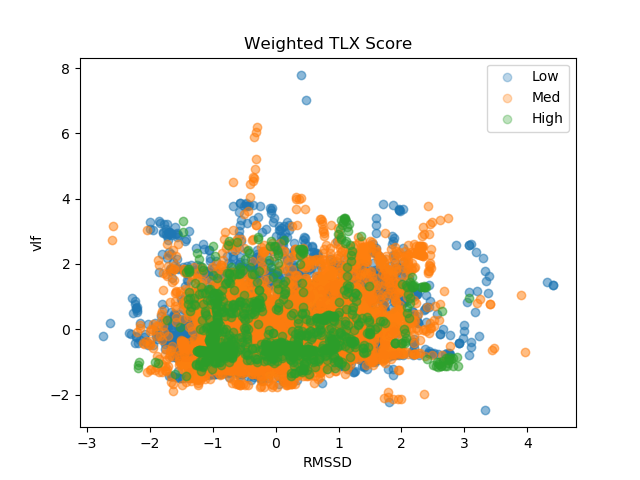 Weighted TLX Score
Low
Med
High
8
6
4
2
0
−2
vlf
−3 −2 −1 0 1 2 3 4
RMSSD